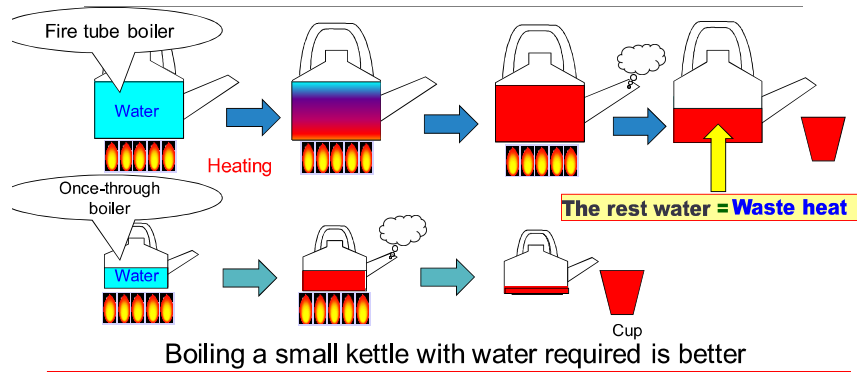 Fire tube boiler
Water
Heating
The rest water = Waste heat
Once-through
boiler
Water
Cup
Boiling a small kettle with water required is better